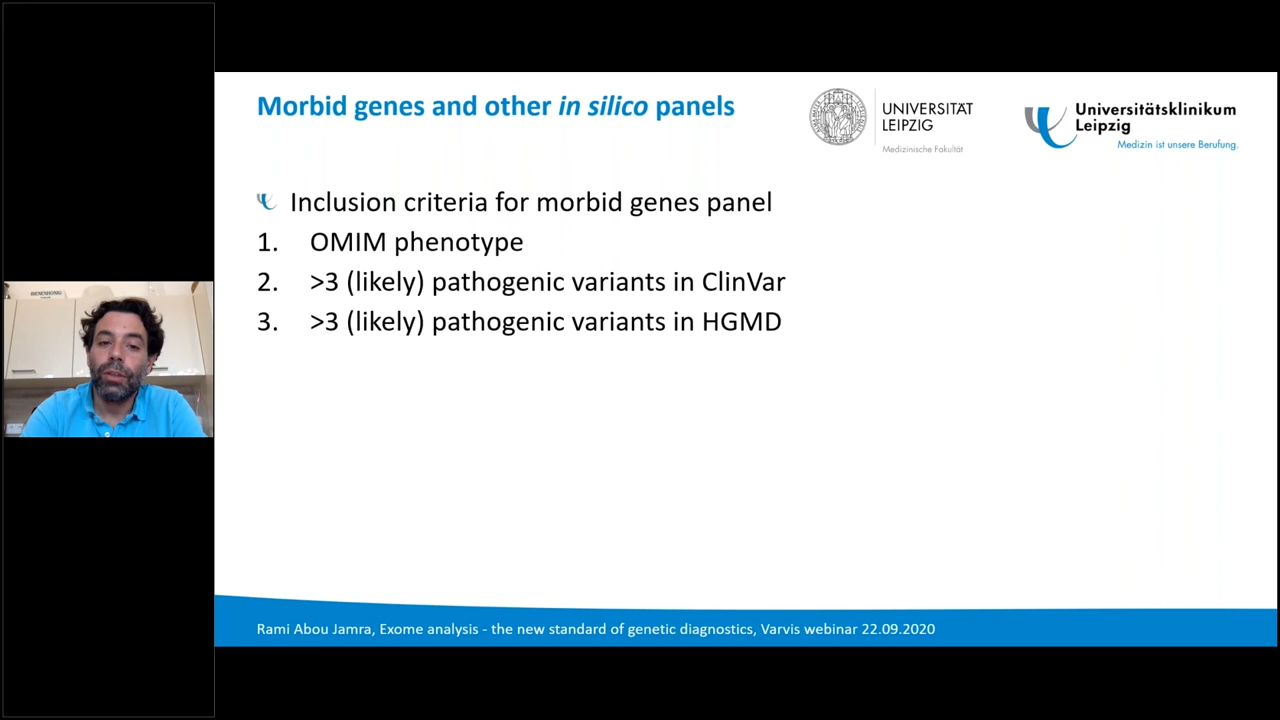 Morbid genes and other in silico panels
UNIVERSITÄT
LEIPZIG
Medizinische Fakultät
Universitätsklinikum
Leipzig
Medizin ist unsere Berufung.
Inclusion criteria for morbid genes panel
1. OMIM phenotype
2. >3 (likely) pathogenic variants in ClinVar
3. >3 (likely) pathogenic variants in HGMD
Rami Abou Jamra, Exome analysis - the new standard of genetic diagnostics, Varvis webinar 22.09.2020